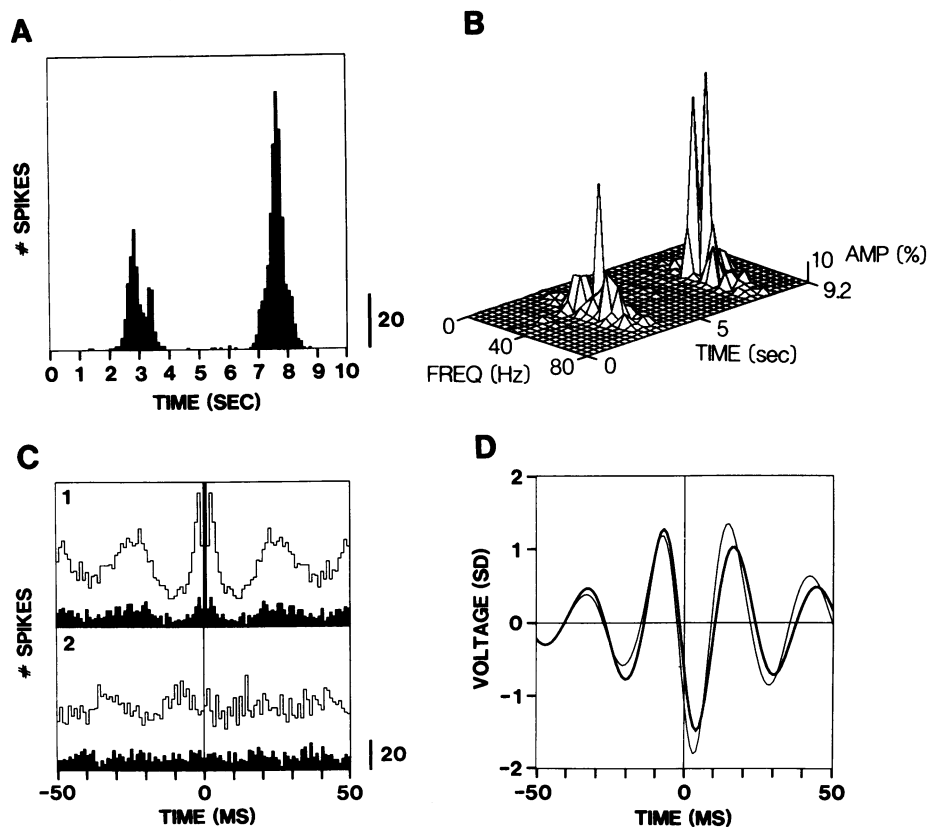 A
# SPIKES
20
0 1 2 3 4 5 6 7 8 9 10
TIME (SEC)
B
10 AMP (%)
9.2
5
TIME (sec)
0
40
80
0
FREQ (Hz)
C
1
2
# SPIKES
20
-50 0 50
TIME (MS)
D
2
1
0
-1
-2
VOLTAGE (SD)
-50 0 50
TIME (MS)